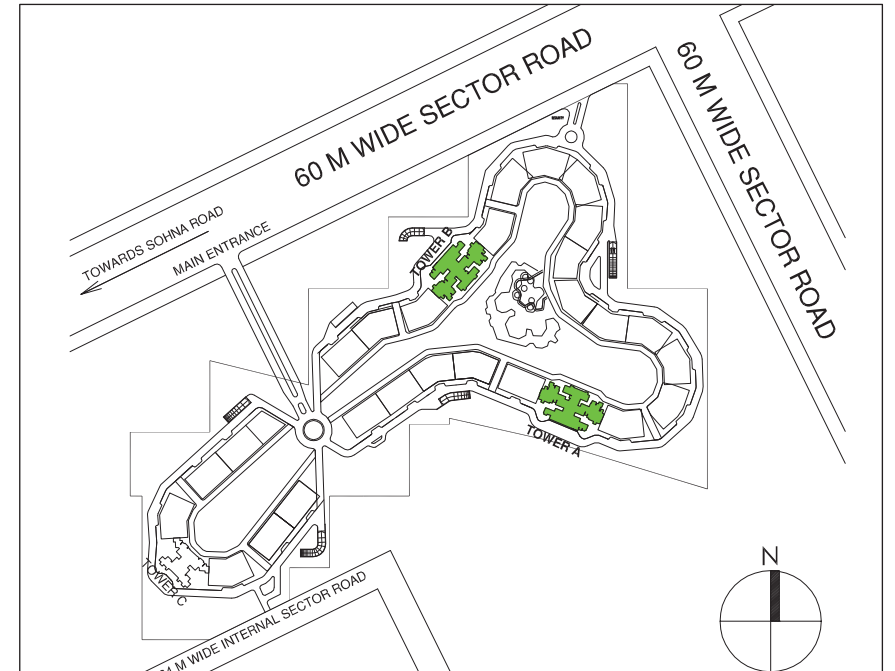 60 M WIDE SECTOR ROAD
60 M WIDE SECTOR ROAD
TOWARDS SOHNA ROAD
MAIN ENTRANCE
TOWER B
TOWER A
TOWER C
M WIDE INTERNAL SECTOR ROAD
N